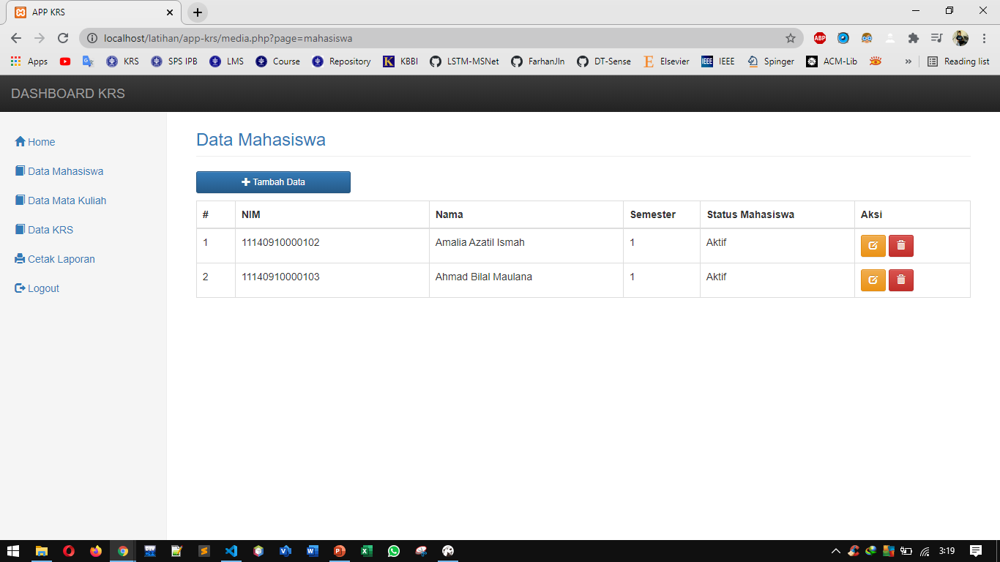 APP KRS
localhost/latihan/app-krs/media.php?page=mahasiswa
ABP
Apps KRS SPS IPB LMS Course Repository K KBBI LSTM-MSNet FarhanJln DT-Sense E Elsevier IEEE IEEE Spinger ACM-Lib » Reading list
DASHBOARD KRS
Home
Data Mahasiswa
Data Mata Kuliah
Data KRS
Cetak Laporan
Logout
Data Mahasiswa
Tambah Data
# NIM Nama Semester Status Mahasiswa Aksi
1 11140910000102 Amalia Azatil Ismah 1 Aktif
2 11140910000103 Ahmad Bilal Maulana 1 Aktif
3:19